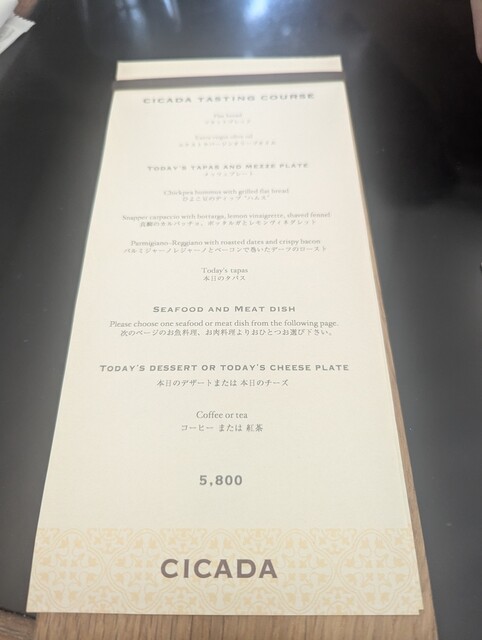 CICADA TASTING COURSE
Extra virgin olive oil
エクストラバージンオリーブオイル
TODAY'S TAPAS AND MESSE PLATE
メッツェプレート
Chickpea hummus with grilled flat bread
ひよこ豆のディップ "ハムス"
Snapper carpaccio with bottarga, lemon vinaigrette, shaved fennel
真鯛のカルパッチョ、ボッタルガとレモンヴィネグレット
Parmigiano-Reggiano with roasted dates and crispy bacon
パルミジャーノレジャーノとベーコンで巻いたデーツのロースト
Today's tapas
本日のタパス
SEAFOOD AND MEAT DISH
Please choose one seafood or meat dish from the following page.
次のページのお魚料理、お肉料理よりおひとつお選び下さい。
TODAY'S DESSERT OR TODAY'S CHEESE PLATE
本日のデザートまたは 本日のチーズ
Coffee or tea
コーヒー または 紅茶
5,800
CICADA